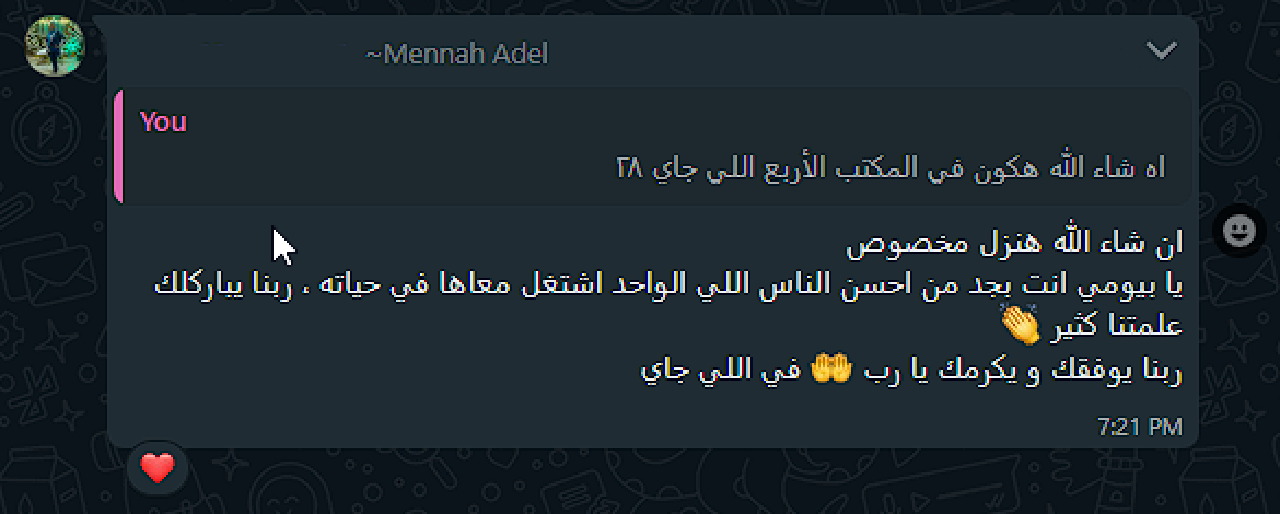 ~Mennah Adel
You
اه شاء الله هكون في المكتب الأربع اللي جاي ٢٨
ان شاء الله هنزل مخصوص
يا بيومي انت بجد من احسن الناس اللي الواحد اشتغل معاها في حياته . ربنا يباركلك
علمتنا كتير 👏
ربنا يوفقك و يكرمك يا رب 🤲 في اللي جاي
7:21 PM